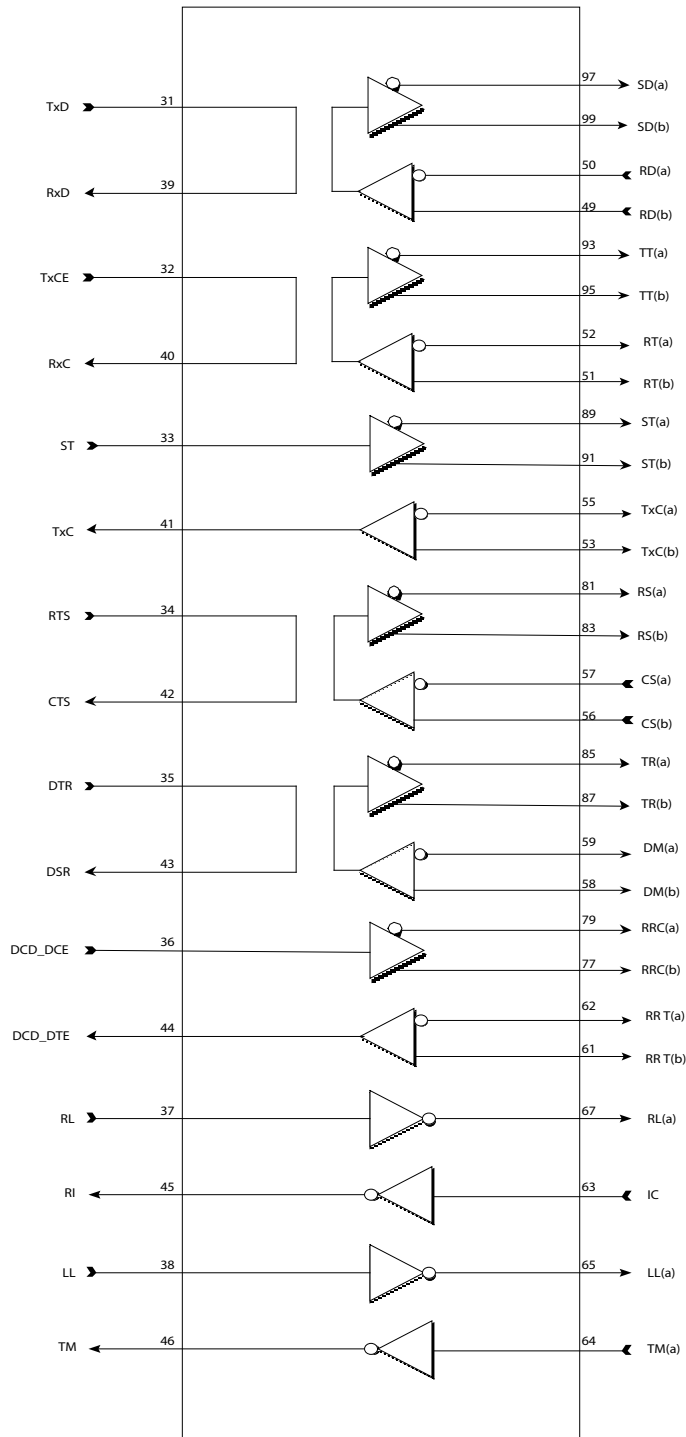 TxD 31 97 SD(a)
99 SD(b)
RxD 39 50 RD(a)
49 RD(b)
TxCE 32 93 TT(a)
95 TT(b)
RxC 40 52 RT(a)
51 RT(b)
ST 33 89 ST(a)
91 ST(b)
TxC 41 55 TxC(a)
53 TxC(b)
RTS 34 81 RS(a)
83 RS(b)
CTS 42 57 CS(a)
56 CS(b)
DTR 35 85 TR(a)
87 TR(b)
DSR 43 59 DM(a)
58 DM(b)
DCD_DCE 36 79 RRC(a)
77 RRC(b)
DCD_DTE 44 62 RR T(a)
61 RR T(b)
RL 37 67 RL(a)
RI 45 63 IC
LL 38 65 LL(a)
TM 46 64 TM(a)